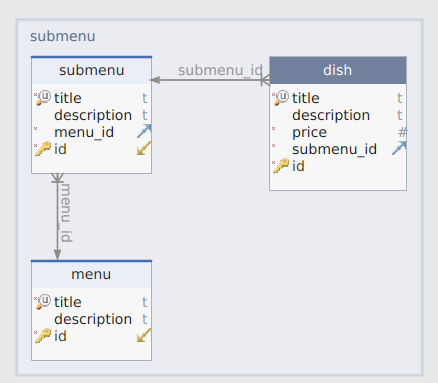 submenu
submenu
title t
description t
menu_id
id
submenu_id
dish
title t
description t
price #
submenu_id
id
menu_id
menu
title t
description t
id